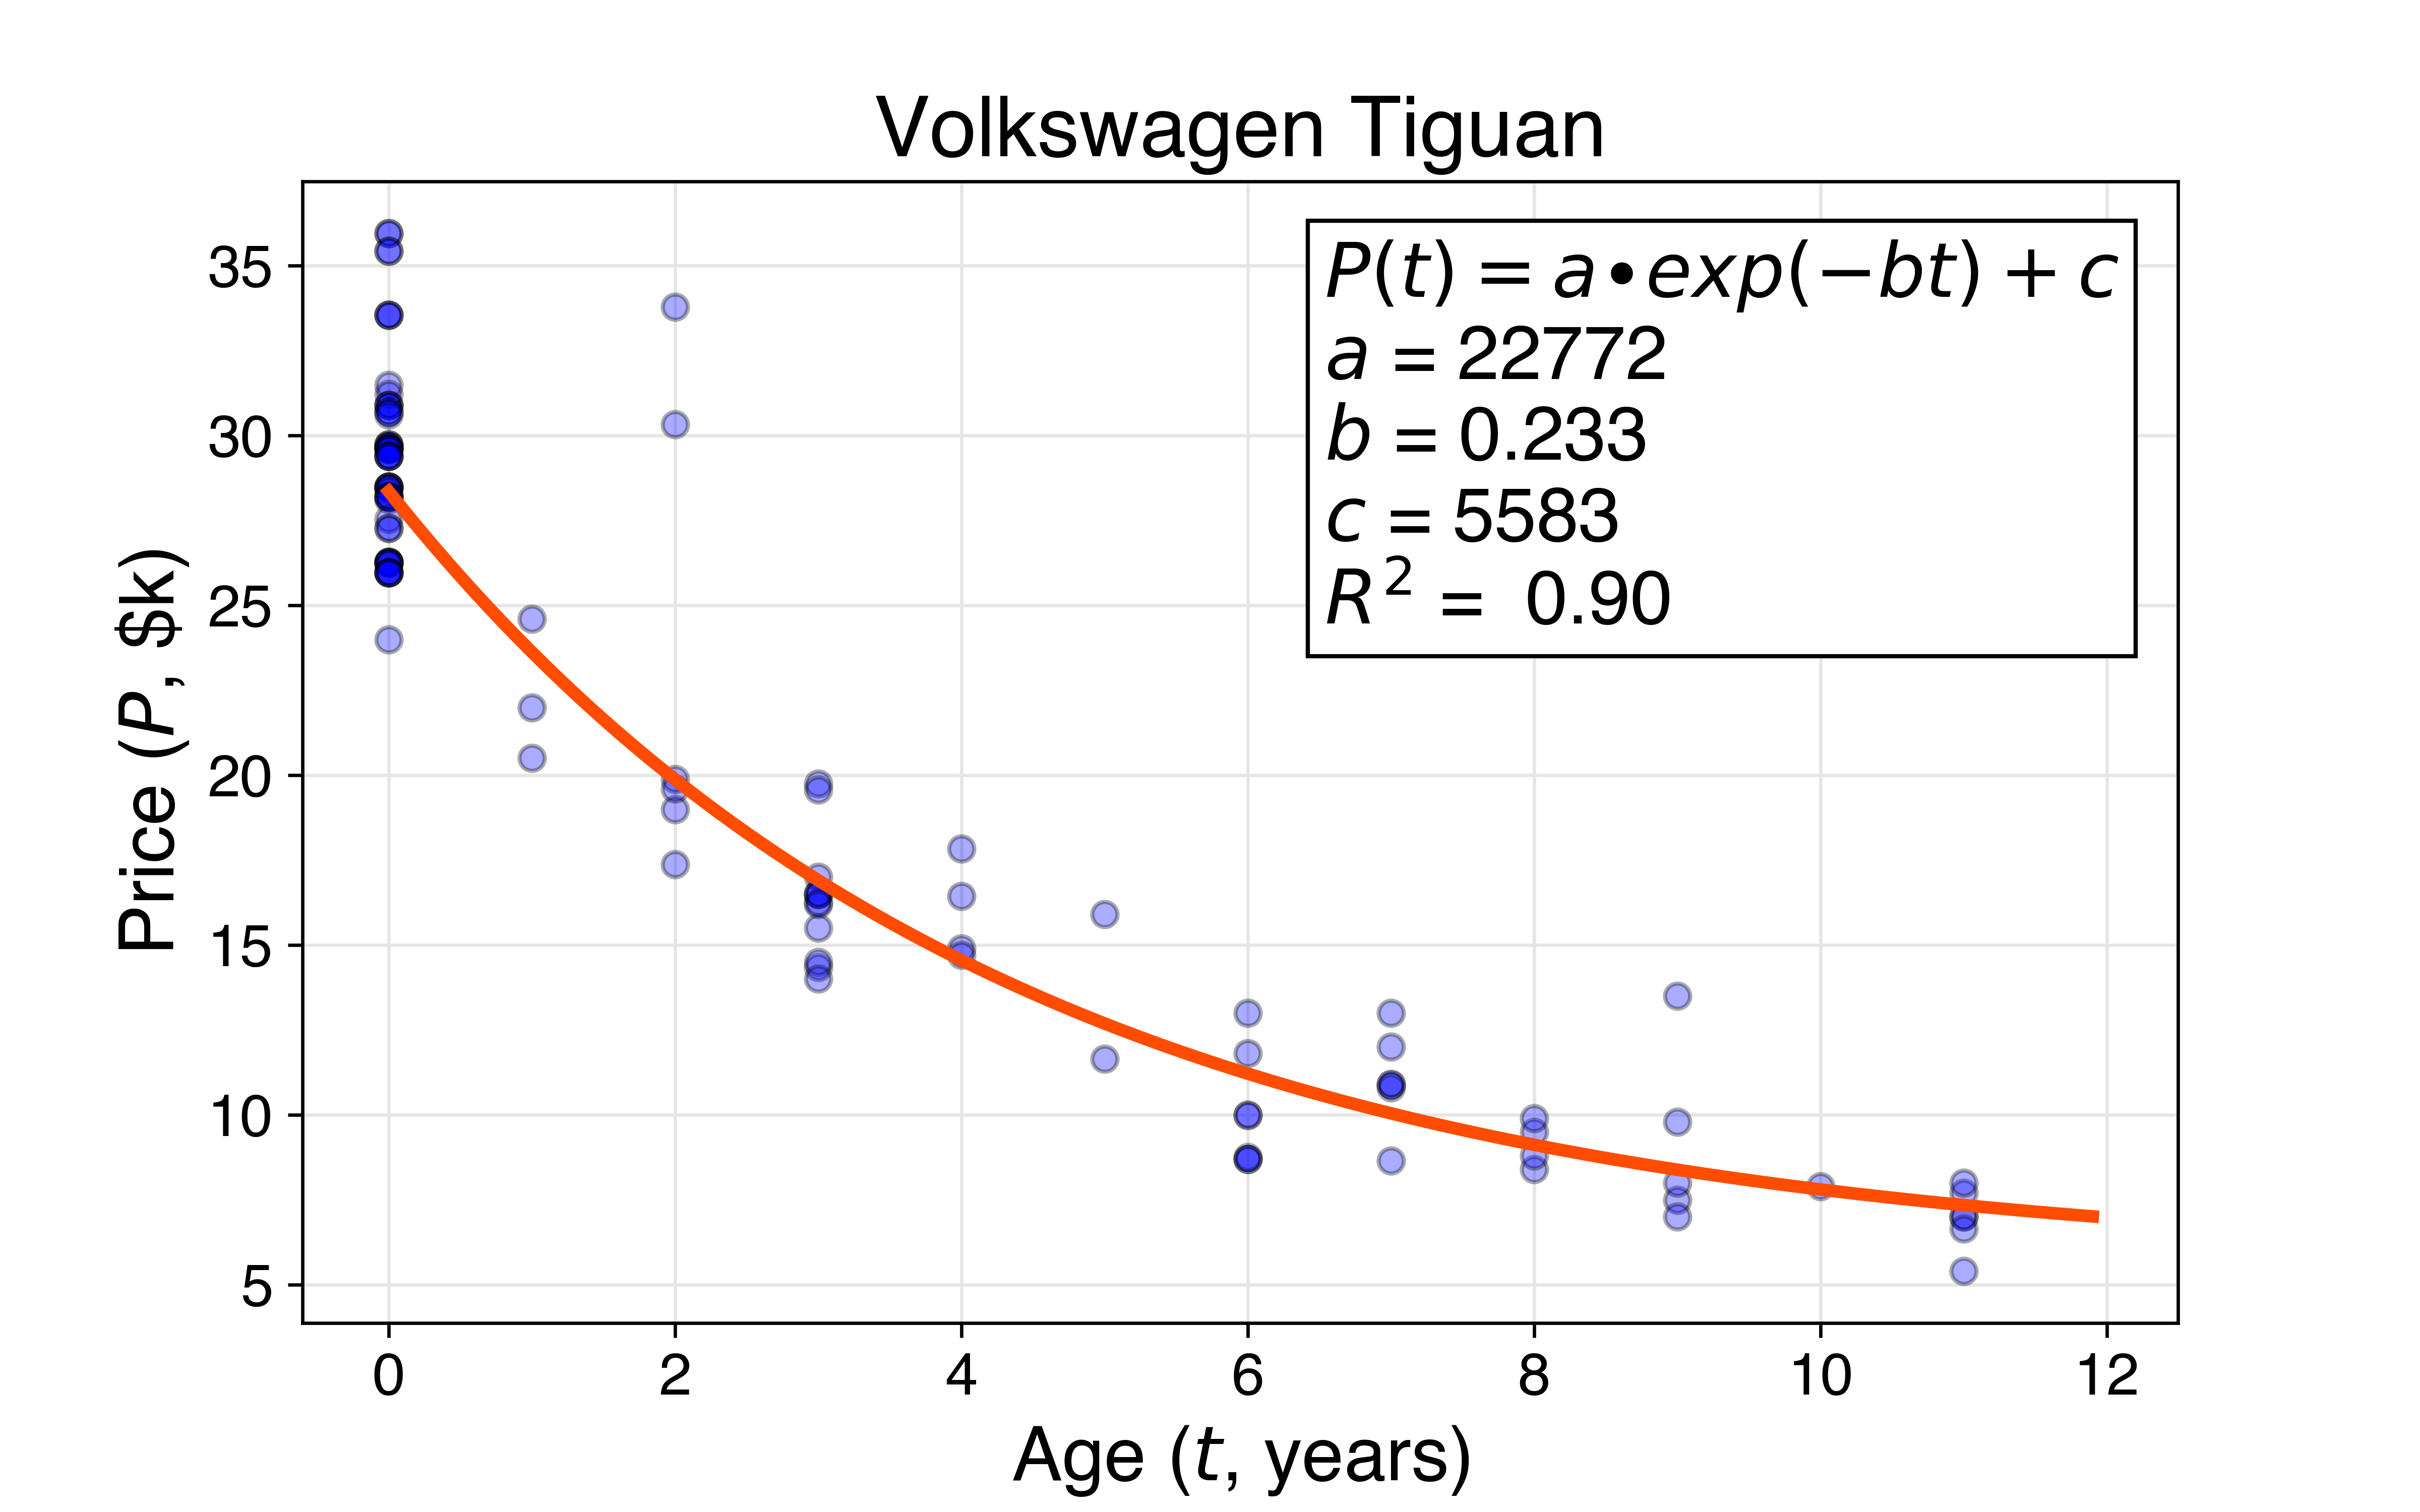 Volkswagen Tiguan
P(t) = a•exp(−bt) + c
a = 22772
b = 0.233
c = 5583
R² = 0.90
Price (P, $k)
35
30
25
20
15
10
5
0 2 4 6 8 10 12
Age (t, years)